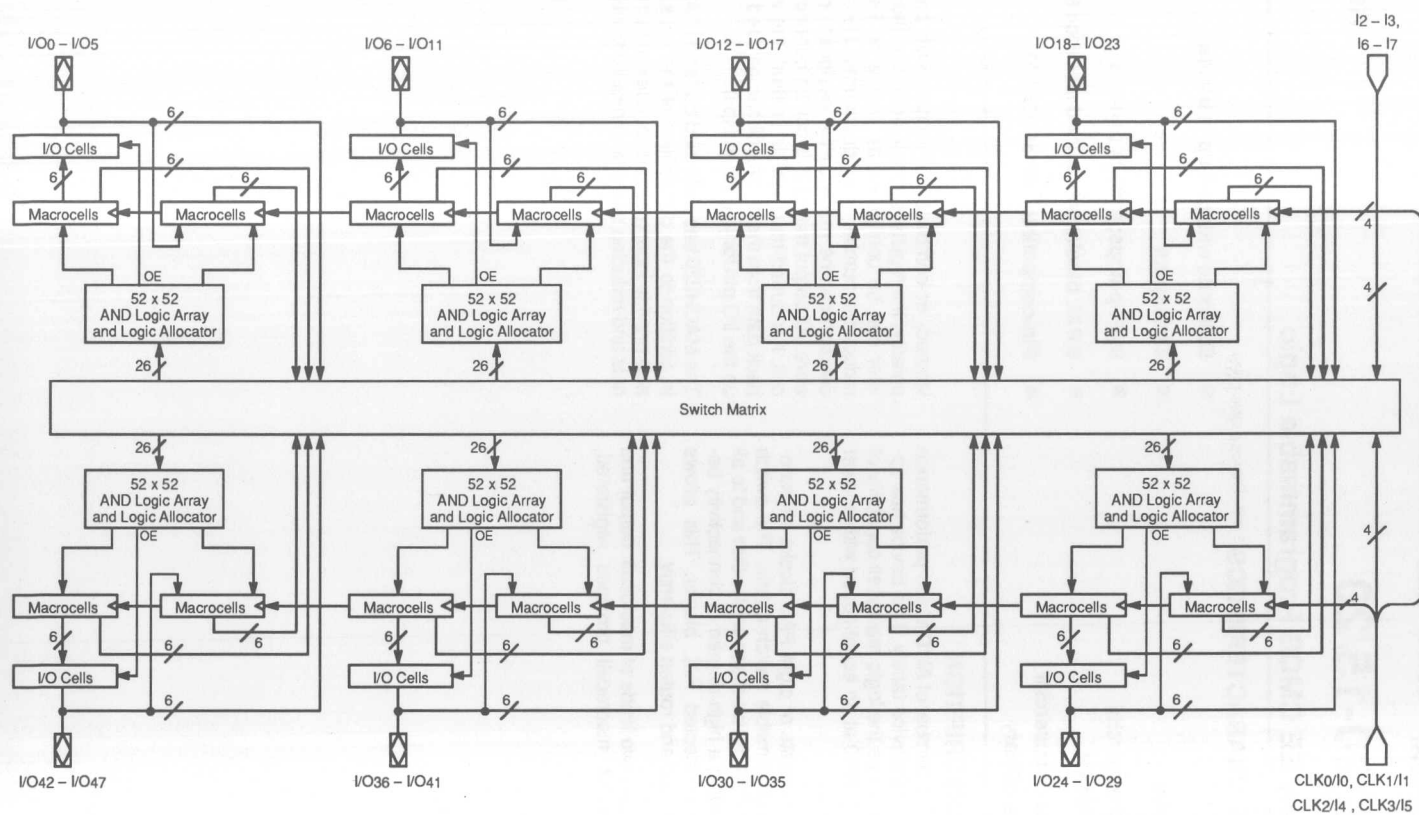 I/O0 – I/O5
I/O6 – I/O11
I/O12 – I/O17
I/O18 – I/O23
I2 – I3,
I6 – I7
6
6
6
6
I/O Cells
I/O Cells
I/O Cells
I/O Cells
6
6
6
6
6
6
6
6
6
6
6
6
Macrocells
Macrocells
Macrocells
Macrocells
Macrocells
Macrocells
Macrocells
Macrocells
4
OE
OE
OE
OE
52 x 52
AND Logic Array
and Logic Allocator
52 x 52
AND Logic Array
and Logic Allocator
52 x 52
AND Logic Array
and Logic Allocator
52 x 52
AND Logic Array
and Logic Allocator
4
26
26
26
26
Switch Matrix
26
26
26
26
52 x 52
AND Logic Array
and Logic Allocator
52 x 52
AND Logic Array
and Logic Allocator
52 x 52
AND Logic Array
and Logic Allocator
52 x 52
AND Logic Array
and Logic Allocator
4
OE
OE
OE
OE
Macrocells
Macrocells
Macrocells
Macrocells
Macrocells
Macrocells
Macrocells
Macrocells
4
6
6
6
6
6
6
6
6
6
6
6
6
I/O Cells
I/O Cells
I/O Cells
I/O Cells
6
6
6
6
I/O42 – I/O47
I/O36 – I/O41
I/O30 – I/O35
I/O24 – I/O29
CLK0/I0, CLK1/I1
CLK2/I4 , CLK3/I5